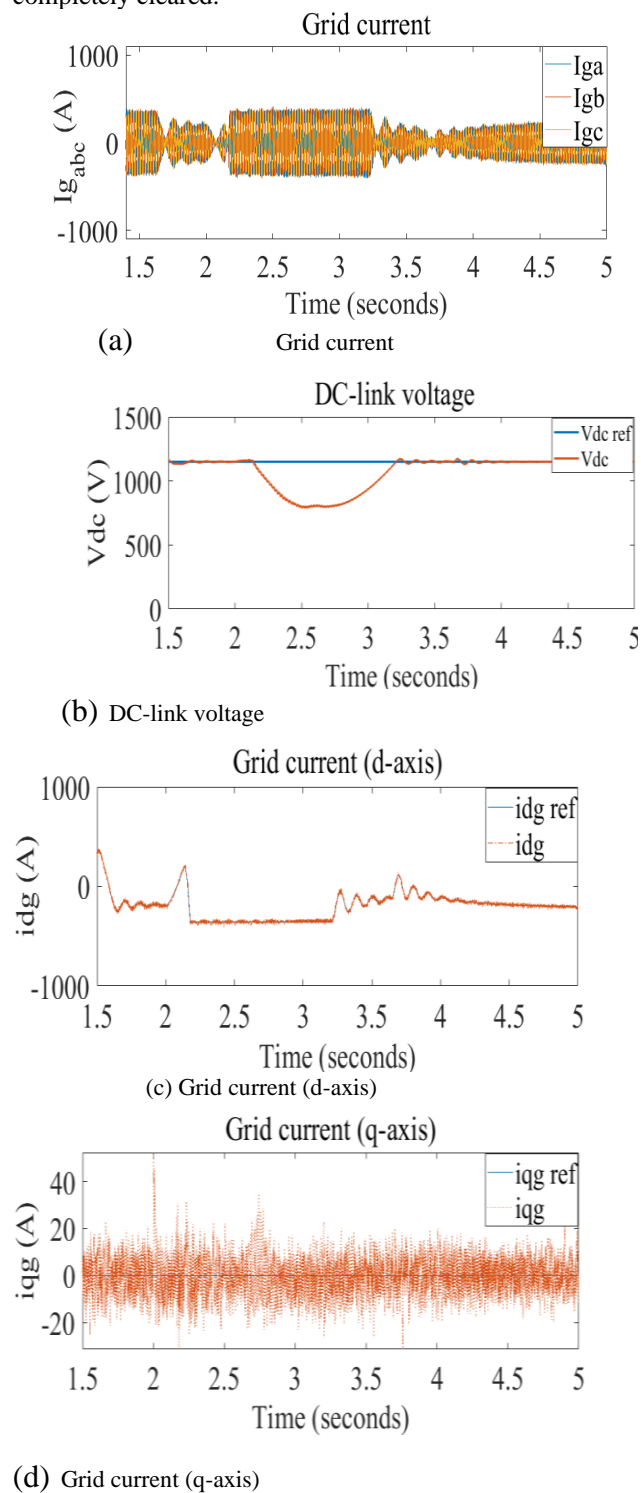 completely cleared.
Grid current
1000
0
-1000
Ig_abc (A)
Iga
Igb
Igc
1.5 2 2.5 3 3.5 4 4.5 5
Time (seconds)
(a) Grid current
DC-link voltage
1500
1000
500
0
Vdc (V)
Vdc ref
Vdc
1.5 2 2.5 3 3.5 4 4.5 5
Time (seconds)
(b) DC-link voltage
Grid current (d-axis)
1000
0
-1000
idg (A)
idg ref
idg
1.5 2 2.5 3 3.5 4 4.5 5
Time (seconds)
(c) Grid current (d-axis)
Grid current (q-axis)
40
20
0
-20
iqg (A)
iqg ref
iqg
1.5 2 2.5 3 3.5 4 4.5 5
Time (seconds)
(d) Grid current (q-axis)